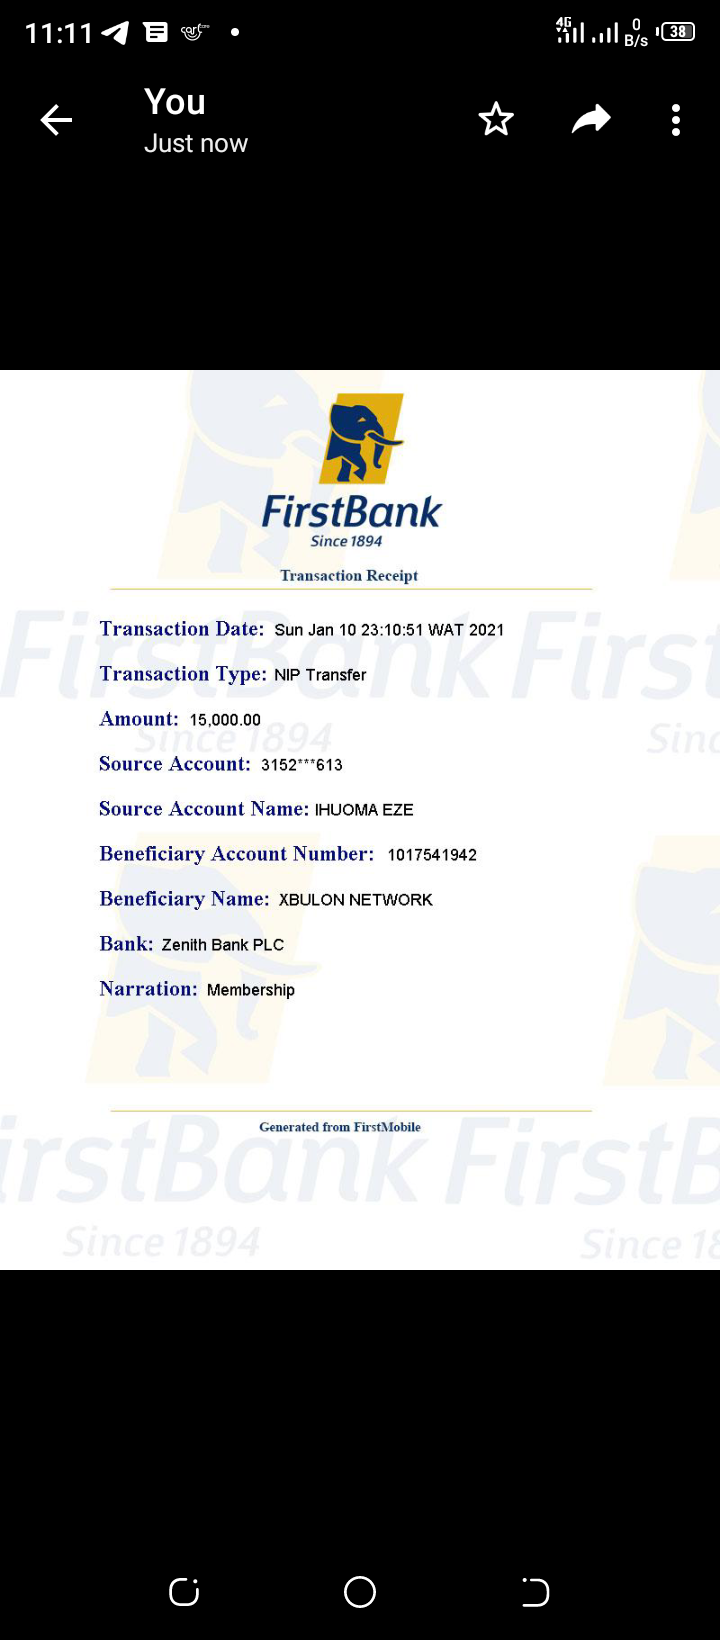 11:11 4G 0 B/s 38
You
Just now
FirstBank
Since 1894
Transaction Receipt
Transaction Date: Sun Jan 10 23:10:51 WAT 2021
Transaction Type: NIP Transfer
Amount: 15,000.00
Source Account: 3152***613
Source Account Name: IHUOMA EZE
Beneficiary Account Number: 1017541942
Beneficiary Name: XBULON NETWORK
Bank: Zenith Bank PLC
Narration: Membership
Generated from FirstMobile
FirstBank FirstBank
Since 1894
Since 1894